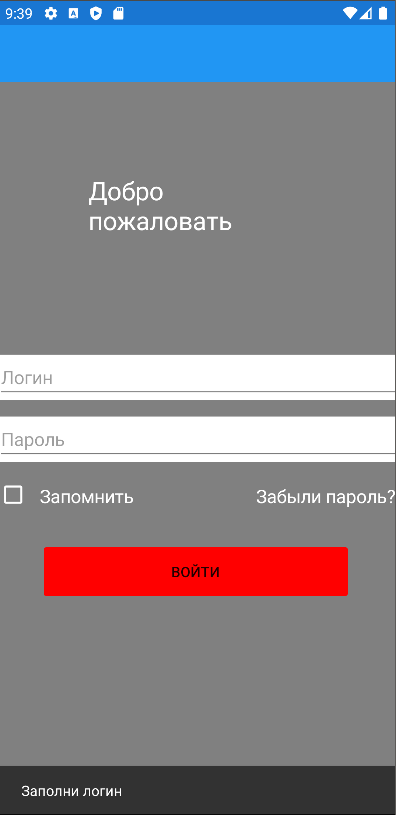 9:39
Добро
пожаловать
Логин
Пароль
Запомнить
Забыли пароль?
ВОЙТИ
Заполни логин